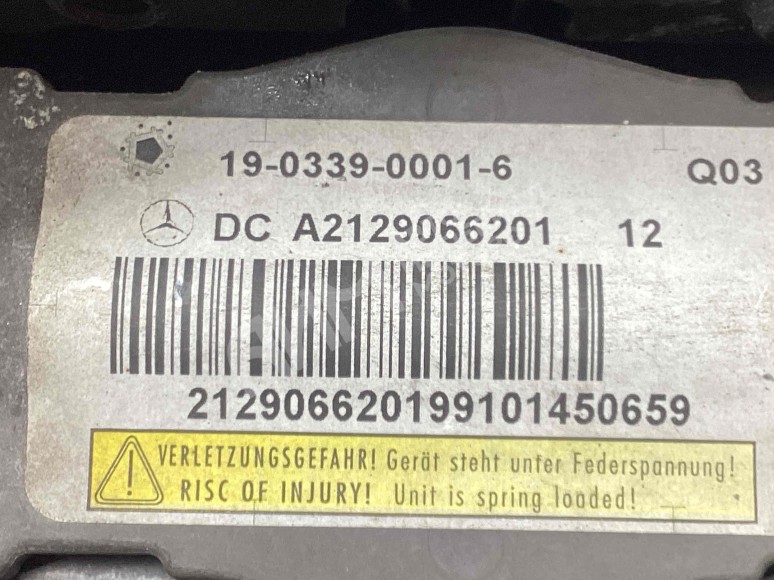 19-0339-0001-6 Q03
DC A2129066201 12
212906620199101450659
VERLETZUNGSGEFAHR! Gerät steht unter Federspannung!
RISC OF INJURY! Unit is spring loaded!